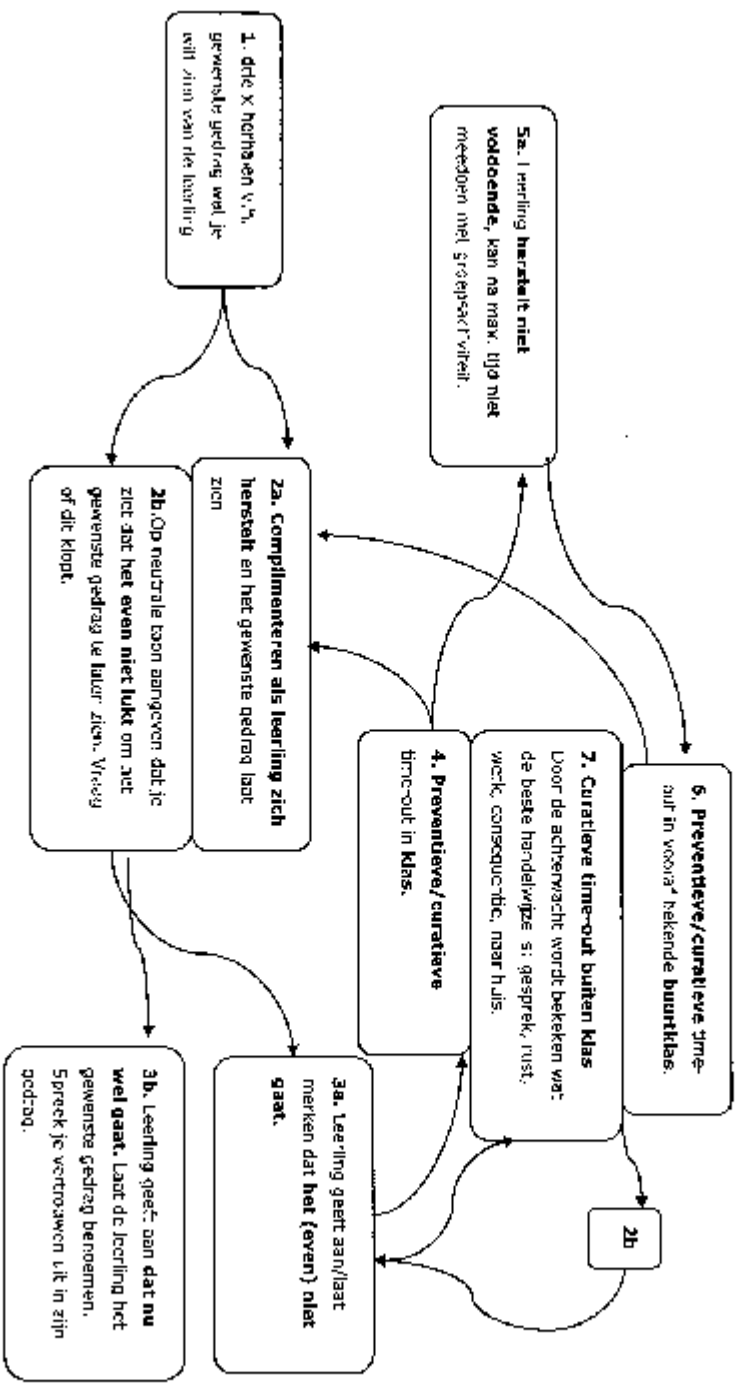 1. drie x herhalen v.h.
gewenste gedrag wat je
wilt zien van de leerling
2a. Complimenteren als leerling zich
herstelt en het gewenste gedrag laat
zien
2b.Op neutrale toon aangeven dat je
ziet dat het even niet lukt om het
gewenste gedrag te laten zien. Vraag
of dit klopt.
3a. Leerling geeft aan/laat
merken dat het (even) niet
gaat.
3b. Leerling geeft aan dat nu
wel gaat. Laat de leerling het
gewenste gedrag benoemen.
Spreek je vertrouwen uit in zijn
gedrag.
4. Preventieve/curatieve
time-out in klas.
5a. Leerling herstelt niet
voldoende, kan na max. tijd niet
meedoen met groepsactiviteit.
6. Preventieve/curatieve time-
out in vooraf bekende buurtklas.
7. Curatieve time-out buiten klas
Door de achterwacht wordt bekeken wat
de beste handelwijze is: gesprek, rust,
werk, consequentie, naar huis.
2b